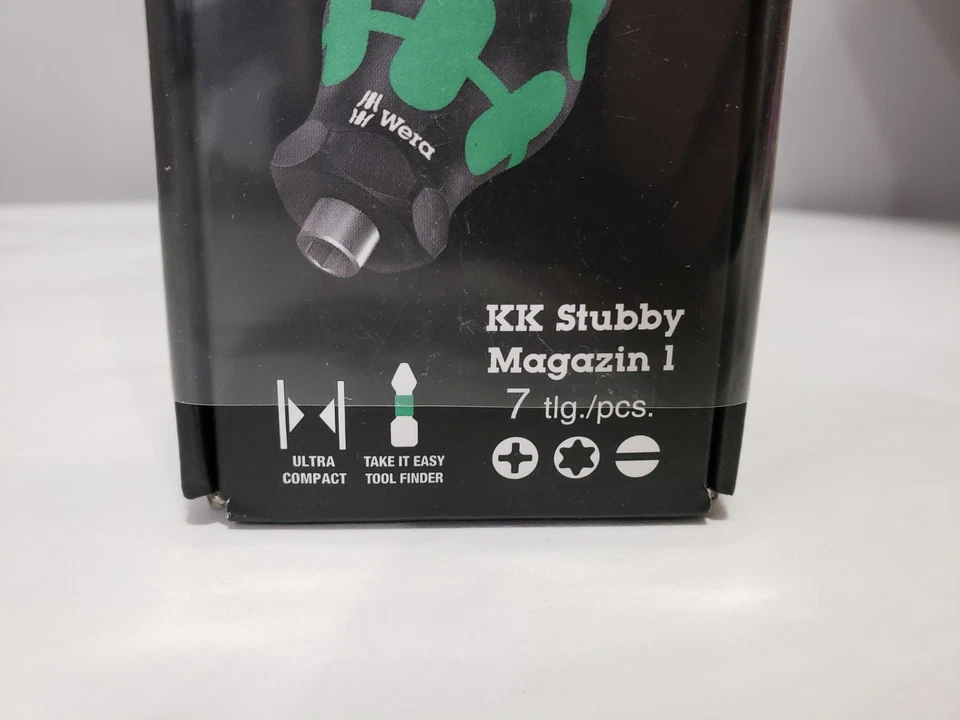 Wera
KK Stubby
Magazin 1
7 tlg./pcs.
ULTRA
COMPACT
TAKE IT EASY
TOOL FINDER